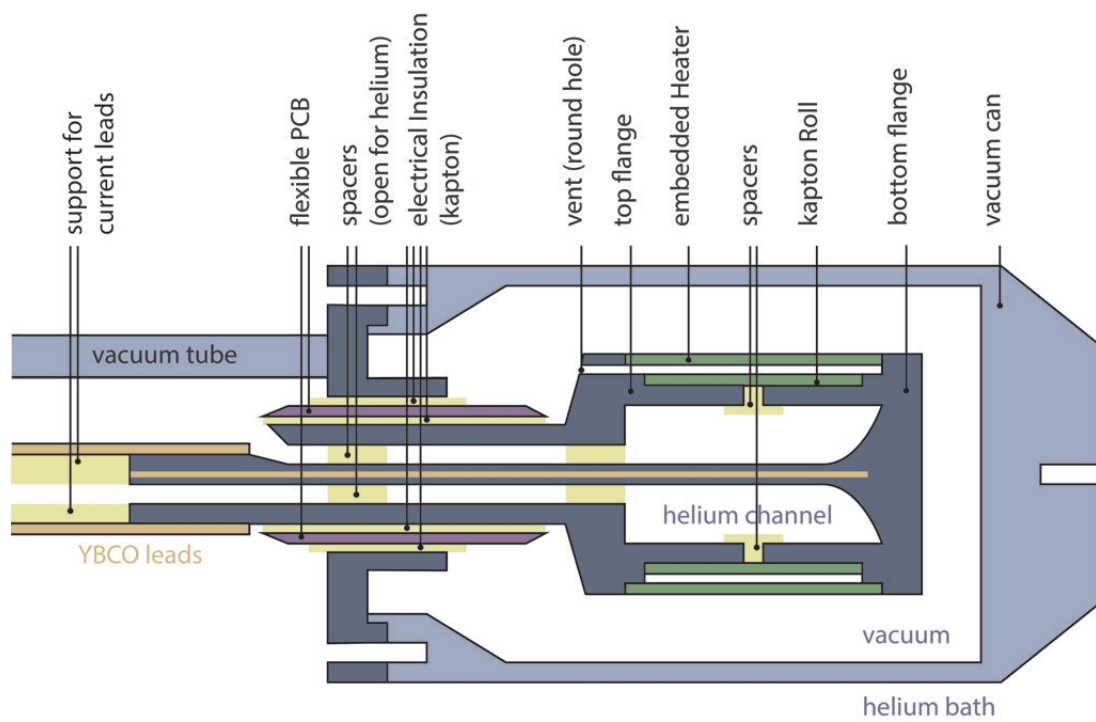 support for
current leads
flexible PCB
spacers
(open for helium)
electrical Insulation
(kapton)
vent (round hole)
top flange
embedded Heater
spacers
kapton Roll
bottom flange
vacuum can
vacuum tube
helium channel
YBCO leads
vacuum
helium bath